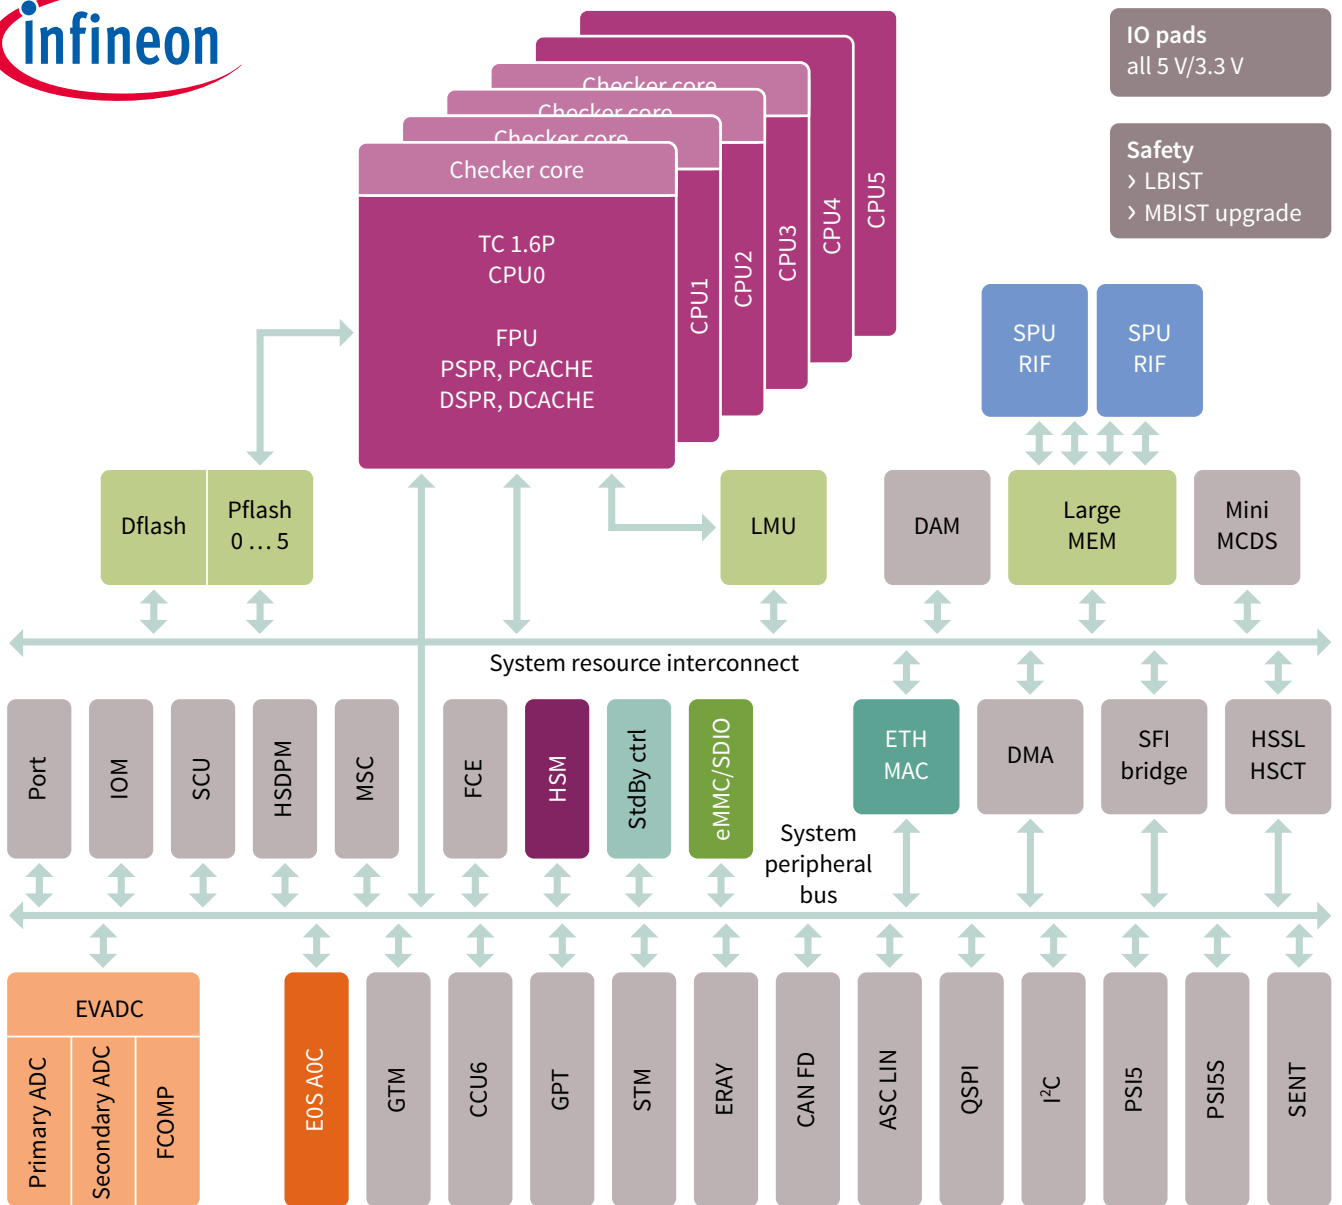 infineon
IO pads
all 5 V/3.3 V
Safety
› LBIST
› MBIST upgrade
Checker core
Checker core
Checker core
Checker core
TC 1.6P
CPU0
FPU
PSPR, PCACHE
DSPR, DCACHE
CPU1
CPU2
CPU3
CPU4
CPU5
SPU
RIF
SPU
RIF
Dflash
Pflash
0 … 5
LMU
DAM
Large
MEM
Mini
MCDS
System resource interconnect
Port
IOM
SCU
HSDPM
MSC
FCE
HSM
StdBy ctrl
eMMC/SDIO
ETH
MAC
DMA
SFI
bridge
HSSL
HSCT
System
peripheral
bus
EVADC
Primary ADC
Secondary ADC
FCOMP
E0S A0C
GTM
CCU6
GPT
STM
ERAY
CAN FD
ASC LIN
QSPI
I²C
PSI5
PSI5S
SENT